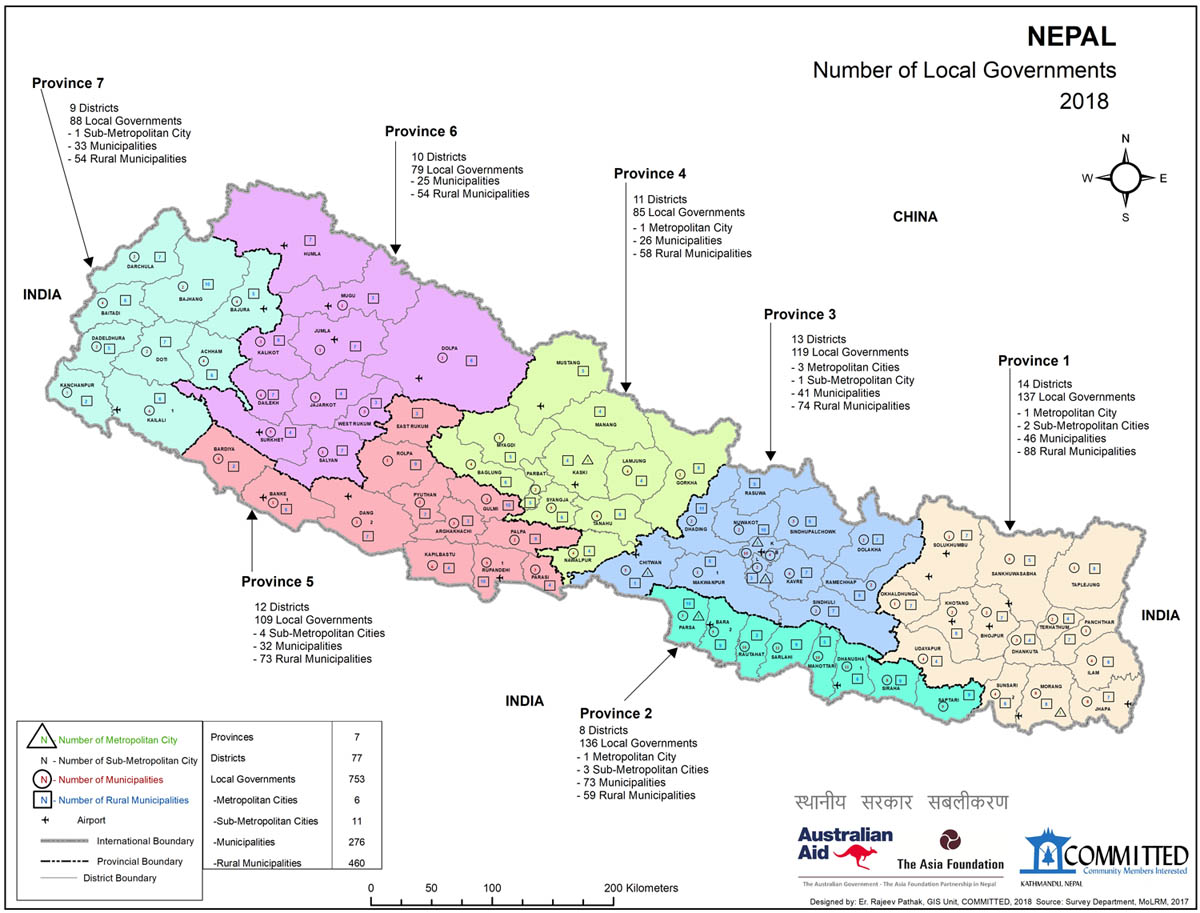 NEPAL
Number of Local Governments
2018
N
W
E
S
Province 7
9 Districts
88 Local Governments
- 1 Sub-Metropolitan City
- 33 Municipalities
- 54 Rural Municipalities
Province 6
10 Districts
79 Local Governments
- 25 Municipalities
- 54 Rural Municipalities
Province 4
11 Districts
85 Local Governments
- 1 Metropolitan City
- 26 Municipalities
- 58 Rural Municipalities
Province 3
13 Districts
119 Local Governments
- 3 Metropolitan Cities
- 1 Sub-Metropolitan City
- 41 Municipalities
- 74 Rural Municipalities
Province 1
14 Districts
137 Local Governments
- 1 Metropolitan City
- 2 Sub-Metropolitan Cities
- 46 Municipalities
- 88 Rural Municipalities
CHINA
INDIA
INDIA
INDIA
DARCHULA
BAJHANG
BAITADI
BAJURA
DADELDHURA
DOTI
ACHHAM
KANCHANPUR
KAILALI
HUMLA
MUGU
JUMLA
KALIKOT
DOLPA
DAILEKH
JAJARKOT
WEST RUKUM
SURKHET
SALYAN
EAST RUKUM
BARDIYA
ROLPA
BANKE
DANG
PYUTHAN
GULMI
ARGHAKHACHI
PALPA
KAPILBASTU
RUPANDEHI
PARASI
MUSTANG
MANANG
MYAGDI
BAGLUNG
PARBAT
KASKI
LAMJUNG
GORKHA
SYANGJA
TANAHU
NAWALPUR
RASUWA
DHADING
NUWAKOT
SINDHUPALCHOWK
DOLAKHA
CHITWAN
MAKWANPUR
KAVRE
RAMECHHAP
SINDHULI
PARSA
BARA
RAUTAHAT
SARLAHI
MAHOTTARI
DHANUSHA
SIRAHA
SAPTARI
SOLUKHUMBU
SANKHUWASABHA
TAPLEJUNG
OKHALDHUNGA
KHOTANG
BHOJPUR
TERHATHUM
PANCHTHAR
DHANKUTA
UDAYAPUR
ILAM
SUNSARI
MORANG
JHAPA
Province 5
12 Districts
109 Local Governments
- 4 Sub-Metropolitan Cities
- 32 Municipalities
- 73 Rural Municipalities
Province 2
8 Districts
136 Local Governments
- 1 Metropolitan City
- 3 Sub-Metropolitan Cities
- 73 Municipalities
- 59 Rural Municipalities
N - Number of Metropolitan City
N - Number of Sub-Metropolitan City
N - Number of Municipalities
N - Number of Rural Municipalities
Airport
International Boundary
Provincial Boundary
District Boundary
Provinces 7
Districts 77
Local Governments 753
-Metropolitan Cities 6
-Sub-Metropolitan Cities 11
-Municipalities 276
-Rural Municipalities 460
0 50 100 200 Kilometers
स्थानीय सरकार सबलीकरण
Australian Aid
The Asia Foundation
The Australian Government - The Asia Foundation Partnership in Nepal
COMMITTED
Community Members Interested
KATHMANDU, NEPAL
Designed by: Er. Rajeev Pathak, GIS Unit, COMMITTED, 2018 Source: Survey Department, MoLRM, 2017